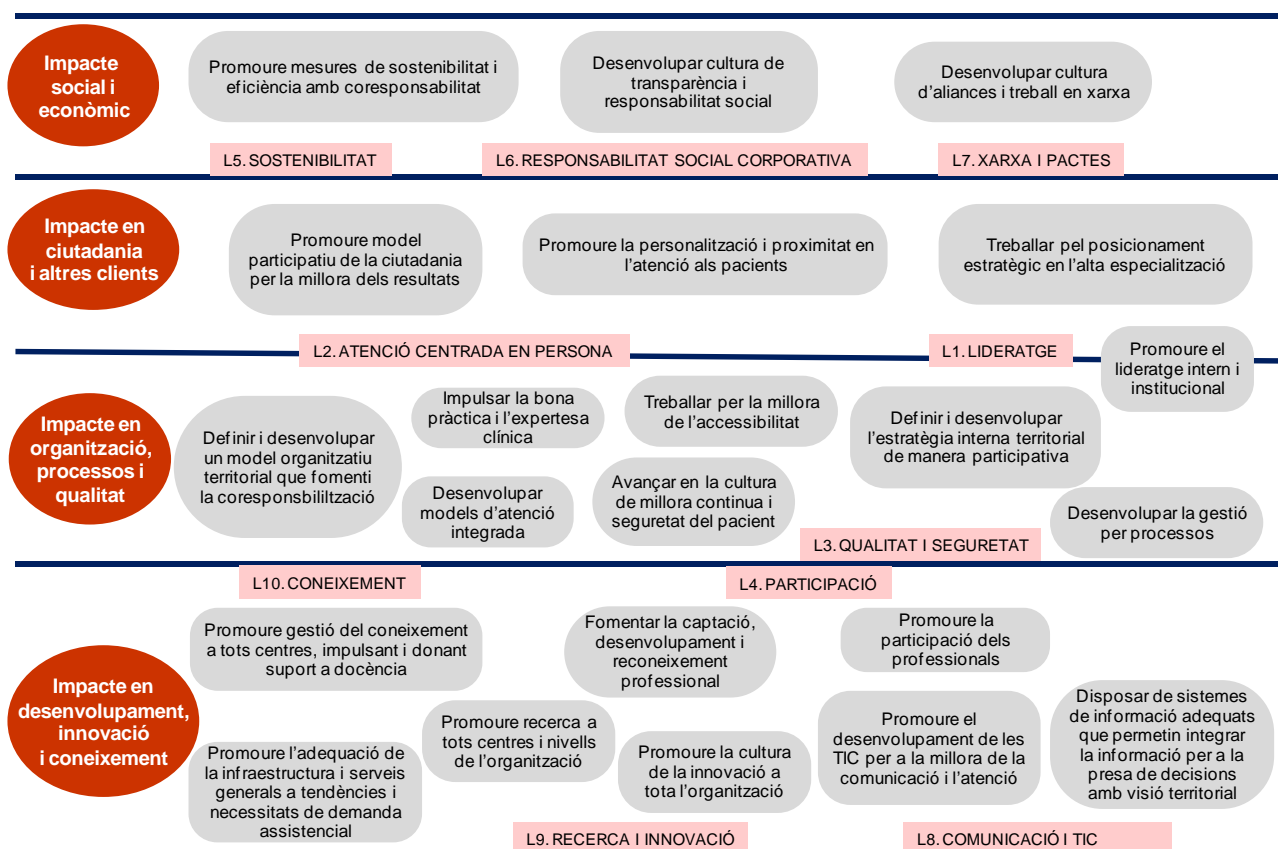 Impacte
social i
econòmic
Promoure mesures de sostenibilitat i
eficiència amb coresponsabilitat
Desenvolupar cultura de
transparència i
responsabilitat social
Desenvolupar cultura
d'aliances i treball en xarxa
L5. SOSTENIBILITAT
L6. RESPONSABILITAT SOCIAL CORPORATIVA
L7. XARXA I PACTES
Impacte en
ciutadania
i altres clients
Promoure model
participatiu de la ciutadania
per la millora dels resultats
Promoure la personalització i proximitat en
l'atenció als pacients
Treballar pel posicionament
estratègic en l'alta especialització
L2. ATENCIÓ CENTRADA EN PERSONA
L1. LIDERATGE
Promoure el
lideratge intern i
institucional
Impacte en
organització,
processos i
qualitat
Definir i desenvolupar
un model organitzatiu
territorial que fomenti
la coresponsbililtzació
Impulsar la bona
pràctica i l'expertesa
clínica
Treballar per la millora
de l'accessibilitat
Definir i desenvolupar
l'estratègia interna territorial
de manera participativa
Desenvolupar
models d'atenció
integrada
Avançar en la cultura
de millora continua i
seguretat del pacient
Desenvolupar la gestió
per processos
L3. QUALITAT I SEGURETAT
L10. CONEIXEMENT
L4. PARTICIPACIÓ
Impacte en
desenvolupament,
innovació
i coneixement
Promoure gestió del coneixement
a tots centres, impulsant i donant
suport a docència
Fomentar la captació,
desenvolupament i
reconeixement
professional
Promoure la
participació dels
professionals
Promoure l'adequació de
la infraestructura i serveis
generals a tendències i
necessitats de demanda
assistencial
Promoure recerca a
tots centres i nivells
de l'organització
Promoure la cultura
de la innovació a
tota l'organització
Promoure el
desenvolupament de les
TIC per a la millora de la
comunicació i l'atenció
Disposar de sistemes
de informació adequats
que permetin integrar
la informació per a la
presa de decisions
amb visió territorial
L9. RECERCA I INNOVACIÓ
L8. COMUNICACIÓ I TIC